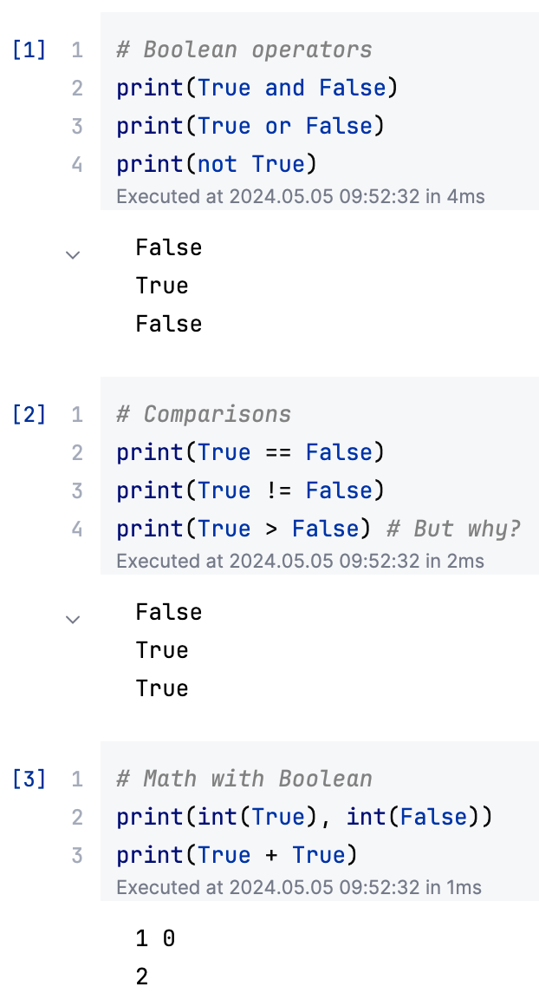 [1] 1 # Boolean operators
2 print(True and False)
3 print(True or False)
4 print(not True)
Executed at 2024.05.05 09:52:32 in 4ms
False
True
False
[2] 1 # Comparisons
2 print(True == False)
3 print(True != False)
4 print(True > False) # But why?
Executed at 2024.05.05 09:52:32 in 2ms
False
True
True
[3] 1 # Math with Boolean
2 print(int(True), int(False))
3 print(True + True)
Executed at 2024.05.05 09:52:32 in 1ms
1 0
2